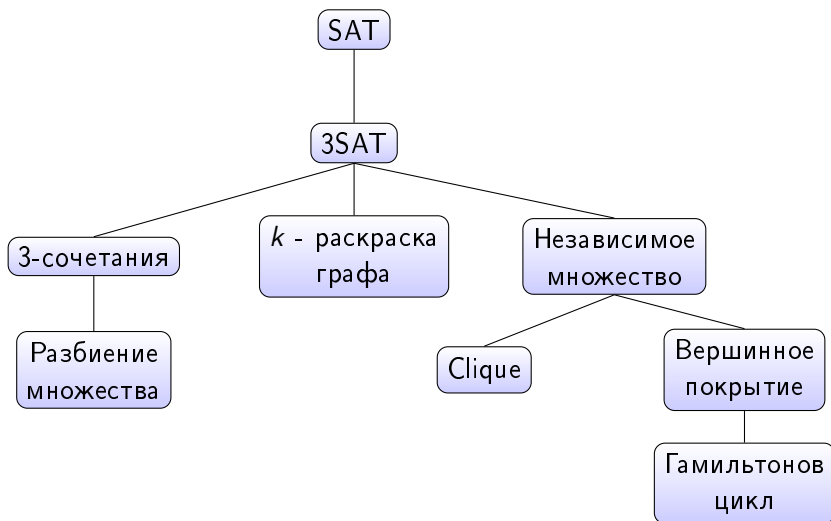 SAT
3SAT
3-сочетания
k - раскраска
графа
Независимое
множество
Разбиение
множества
Clique
Вершинное
покрытие
Гамильтонов
цикл